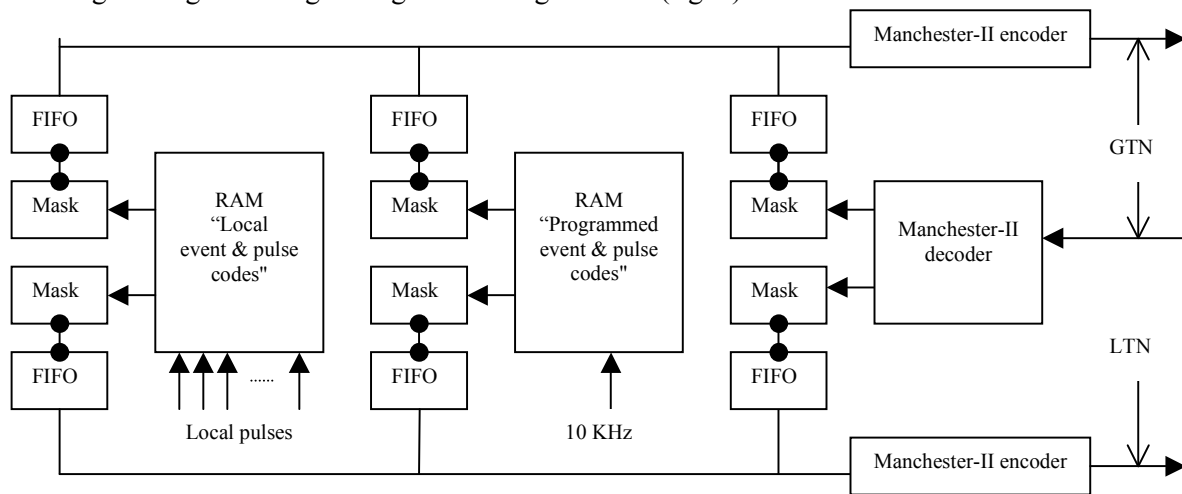 Manchester-II encoder
FIFO
FIFO
FIFO
GTN
Mask
RAM
“Local
event & pulse
codes"
Mask
RAM
“Programmed
event & pulse
codes"
Mask
Manchester-II
decoder
Mask
Mask
Mask
LTN
FIFO
......
FIFO
FIFO
Local pulses
10 KHz
Manchester-II encoder